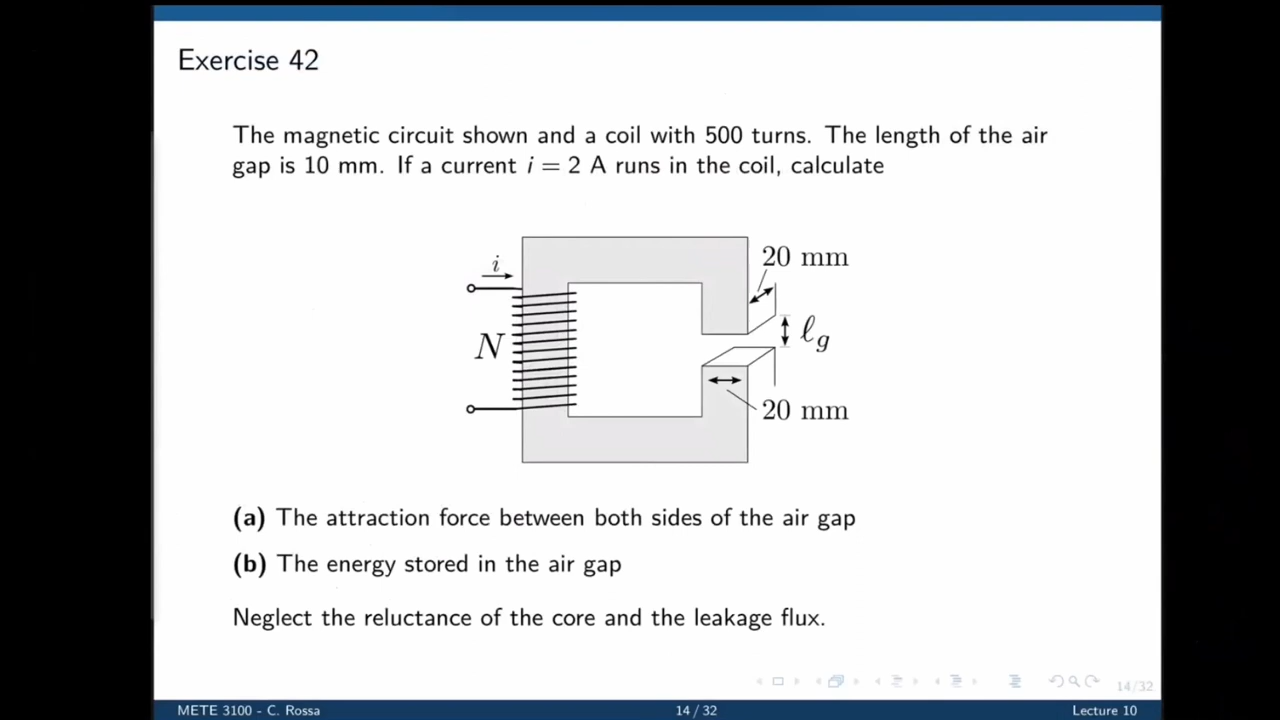 Exercise 42
The magnetic circuit shown and a coil with 500 turns. The length of the air
gap is 10 mm. If a current i = 2 A runs in the coil, calculate
20 mm
i
N
ℓg
20 mm
(a) The attraction force between both sides of the air gap
(b) The energy stored in the air gap
Neglect the reluctance of the core and the leakage flux.
14/32
METE 3100 - C. Rossa
14 / 32
Lecture 10